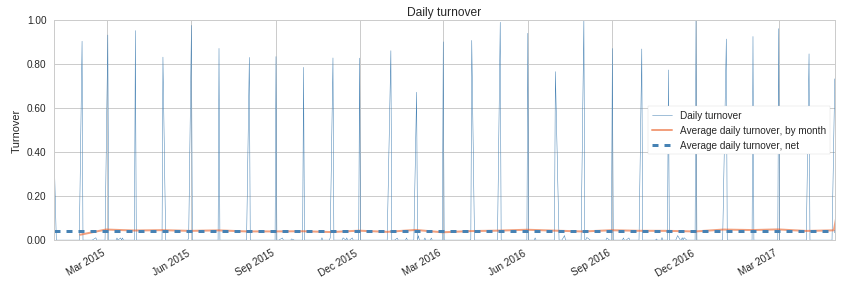 Daily turnover
1.00
0.80
0.60
0.40
0.20
0.00
Turnover
Daily turnover
Average daily turnover, by month
Average daily turnover, net
Mar 2015
Jun 2015
Sep 2015
Dec 2015
Mar 2016
Jun 2016
Sep 2016
Dec 2016
Mar 2017